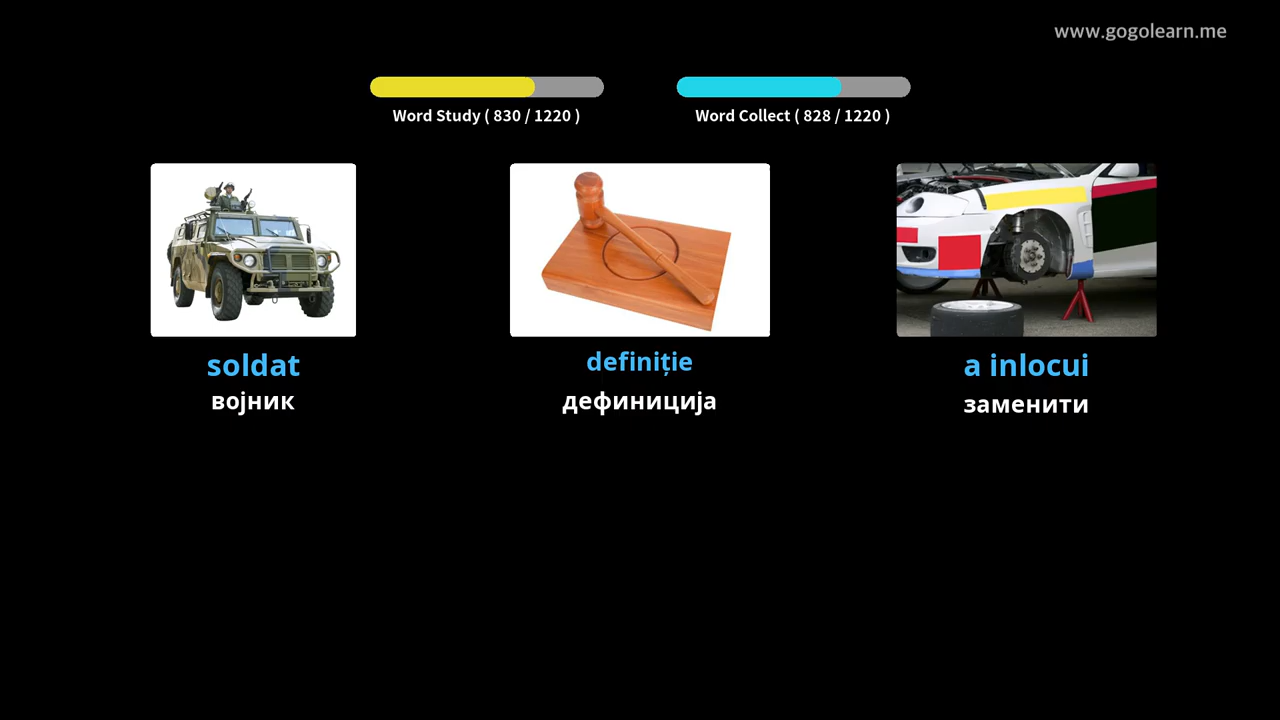 www.gogolearn.me
Word Study ( 830 / 1220 )
Word Collect ( 828 / 1220 )
soldat
definiție
a inlocui
војник
дефиниција
заменити